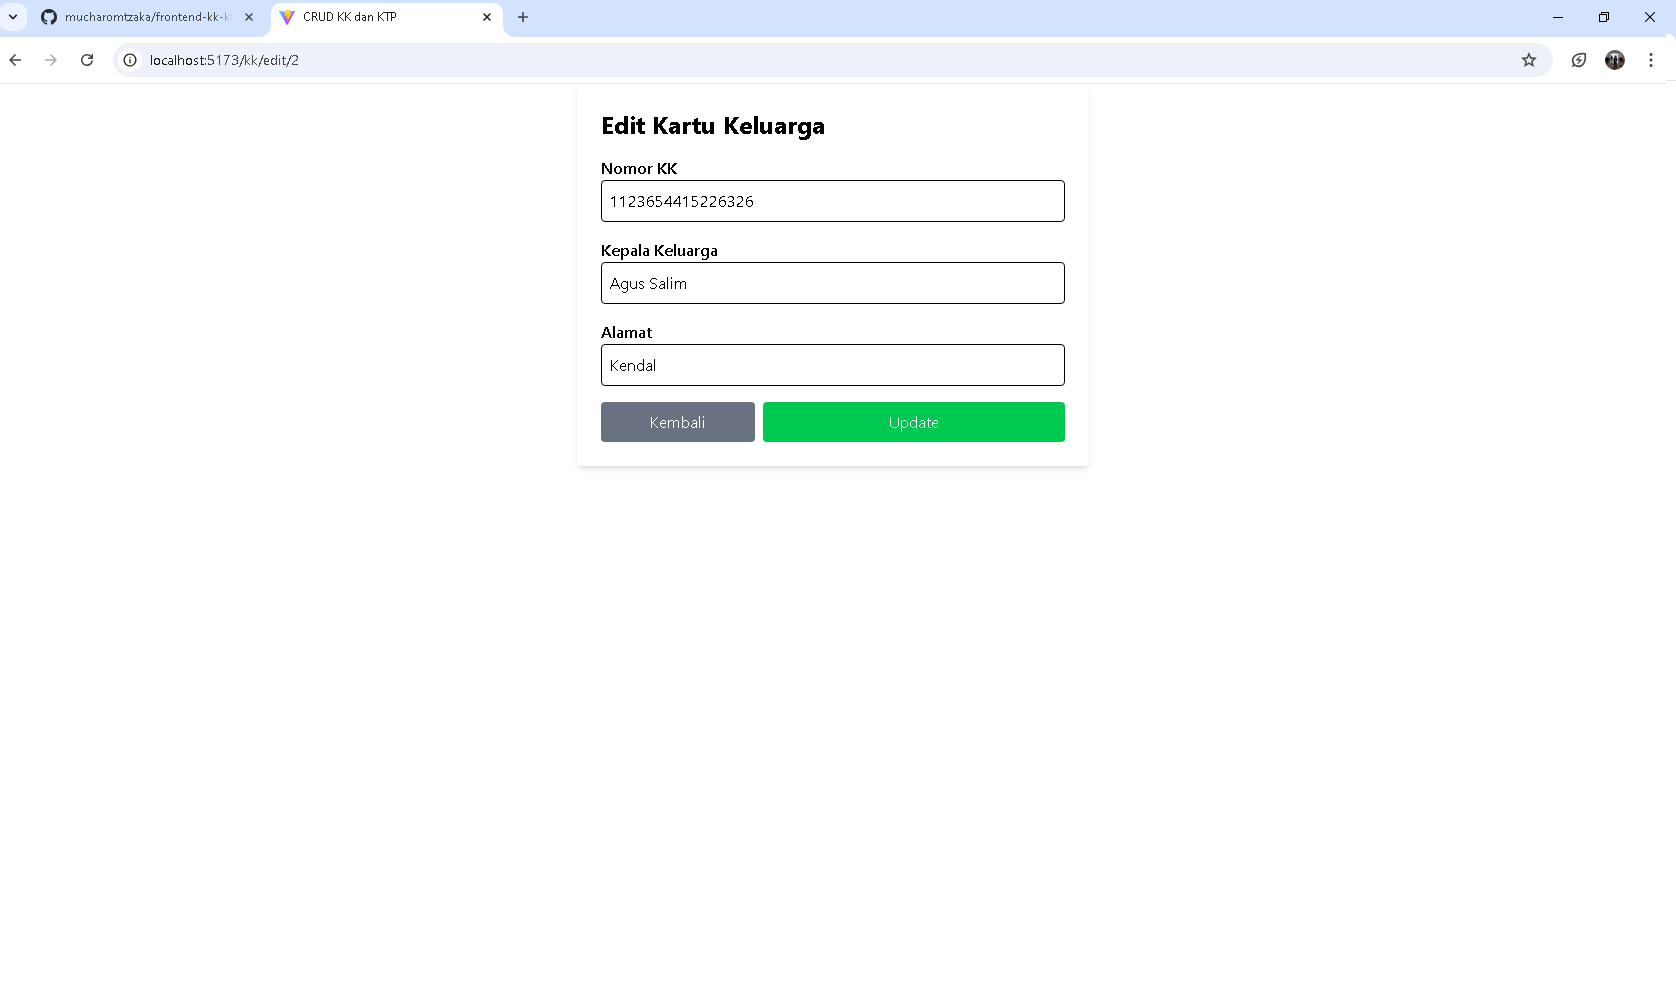 mucharomtzaka/frontend-kk-k
CRUD KK dan KTP
localhost:5173/kk/edit/2
Edit Kartu Keluarga
Nomor KK
1123654415226326
Kepala Keluarga
Agus Salim
Alamat
Kendal
Kembali
Update